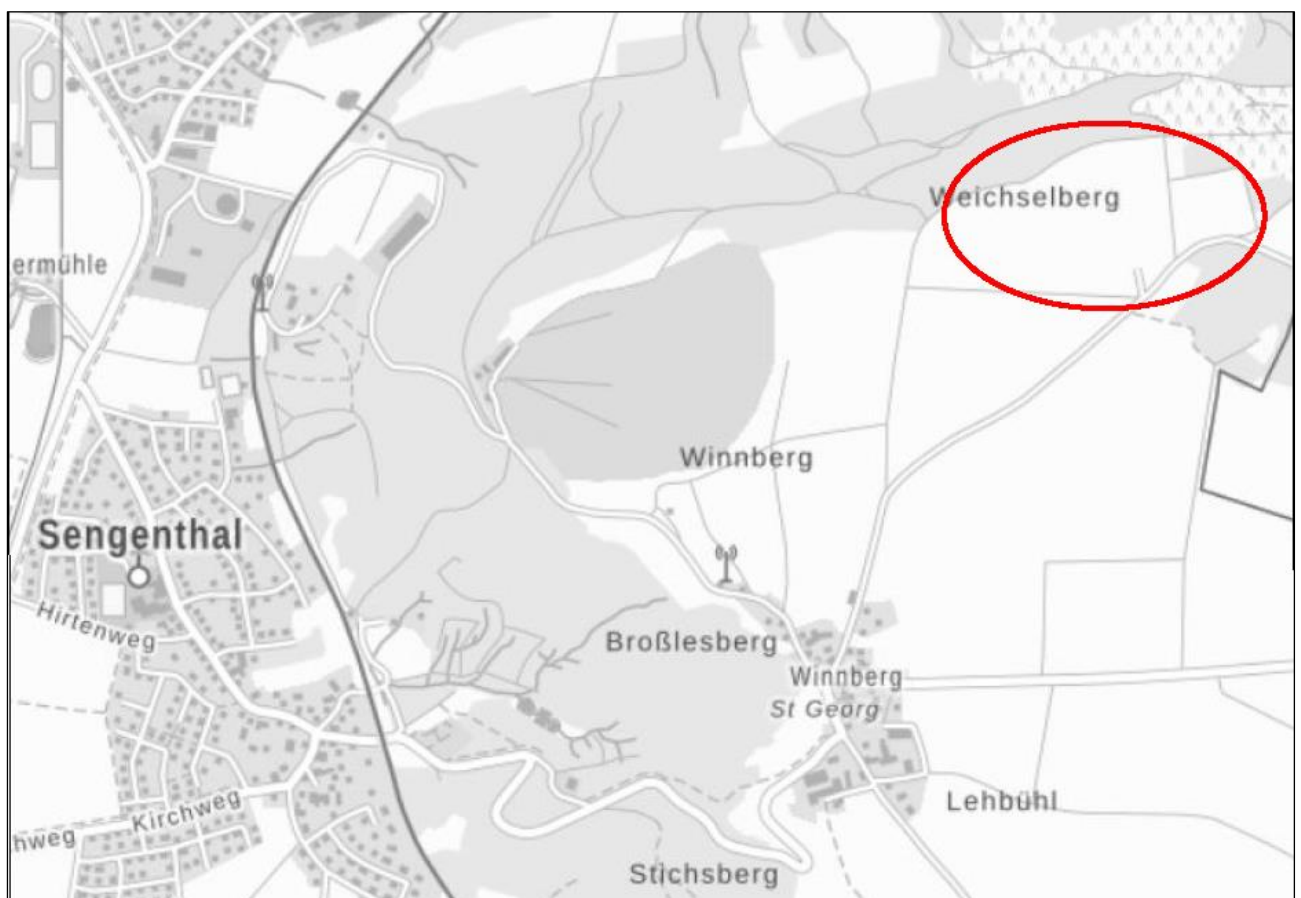 Weichselberg
ermühle
Winnberg
Sengenthal
Hirtenweg
Broßlesberg
Winnberg
St Georg
Kirchweg
Lehbühl
hweg
Stichsberg